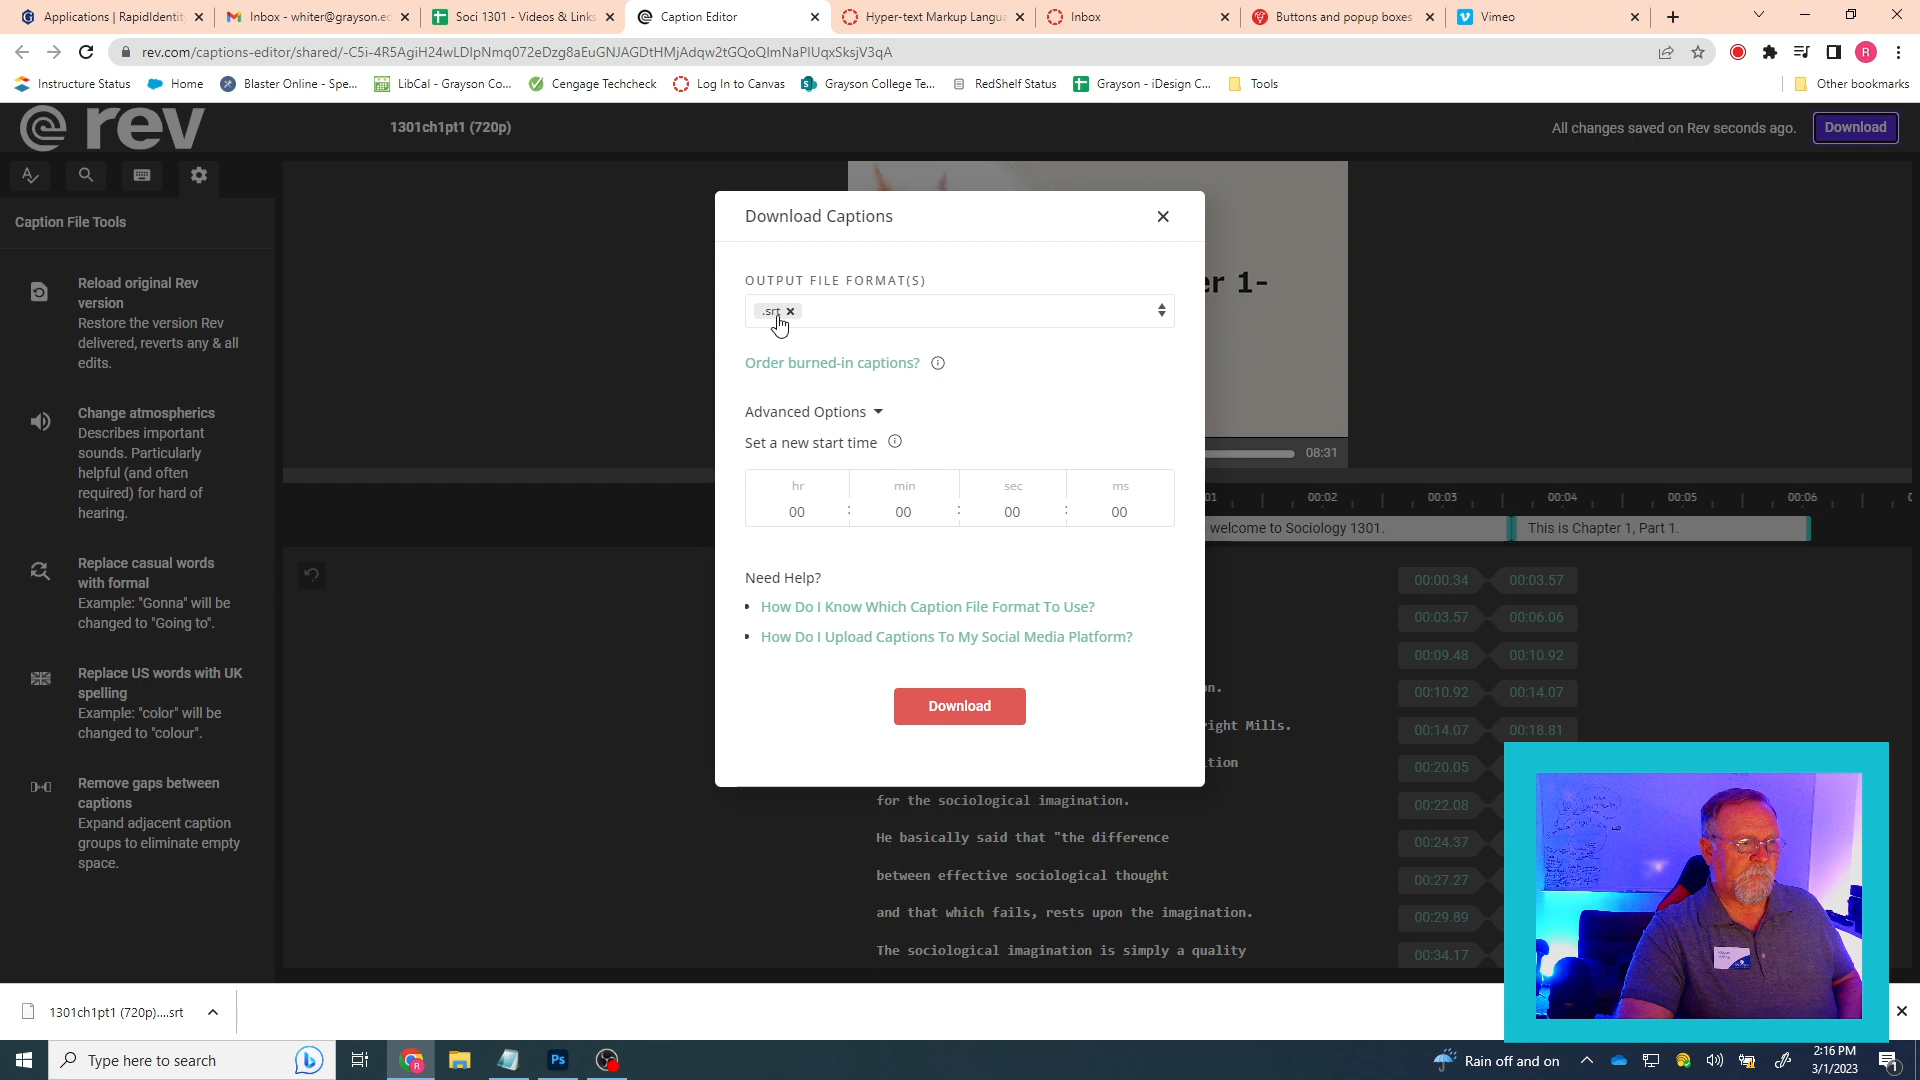 Applications | RapidIdentity
Inbox - whiter@grayson.ec
Soci 1301 - Videos & Links
Caption Editor
Hyper-text Markup Langua
Inbox
Buttons and popup boxes
Vimeo
rev.com/captions-editor/shared/-C5i-4R5AgiH24wLDIpNmq072eDzg8aEuGNJAGDtHMjAdqw2tGQoQImNaPlUqxSksjV3qA
R
Instructure Status
Home
Blaster Online - Spe...
LibCal - Grayson Co...
Cengage Techcheck
Log In to Canvas
Grayson College Te...
RedShelf Status
Grayson - iDesign C...
Tools
Other bookmarks
rev
1301ch1pt1 (720p)
All changes saved on Rev seconds ago.
Download
Caption File Tools
Reload original Rev
version
Restore the version Rev
delivered, reverts any & all
edits.
Change atmospherics
Describes important
sounds. Particularly
helpful (and often
required) for hard of
hearing.
Replace casual words
with formal
Example: "Gonna" will be
changed to "Going to".
Replace US words with UK
spelling
Example: "color" will be
changed to "colour".
Remove gaps between
captions
Expand adjacent caption
groups to eliminate empty
space.
Download Captions
OUTPUT FILE FORMAT(S)
.srt
Order burned-in captions?
Advanced Options
Set a new start time
hr min sec ms
00 : 00 : 00 : 00
Need Help?
• How Do I Know Which Caption File Format To Use?
• How Do I Upload Captions To My Social Media Platform?
Download
er 1-
08:31
01 00:02 00:03 00:04 00:05 00:06
welcome to Sociology 1301.
This is Chapter 1, Part 1.
00:00.34 00:03.57
00:03.57 00:06.06
00:09.48 00:10.92
on. 00:10.92 00:14.07
right Mills. 00:14.07 00:18.81
tion 00:20.05
for the sociological imagination. 00:22.08
He basically said that "the difference 00:24.37
between effective sociological thought 00:27.27
and that which fails, rests upon the imagination. 00:29.89
The sociological imagination is simply a quality 00:34.17
1301ch1pt1 (720p)....srt
Type here to search
R
Ps
Rain off and on
2:16 PM
3/1/2023
1